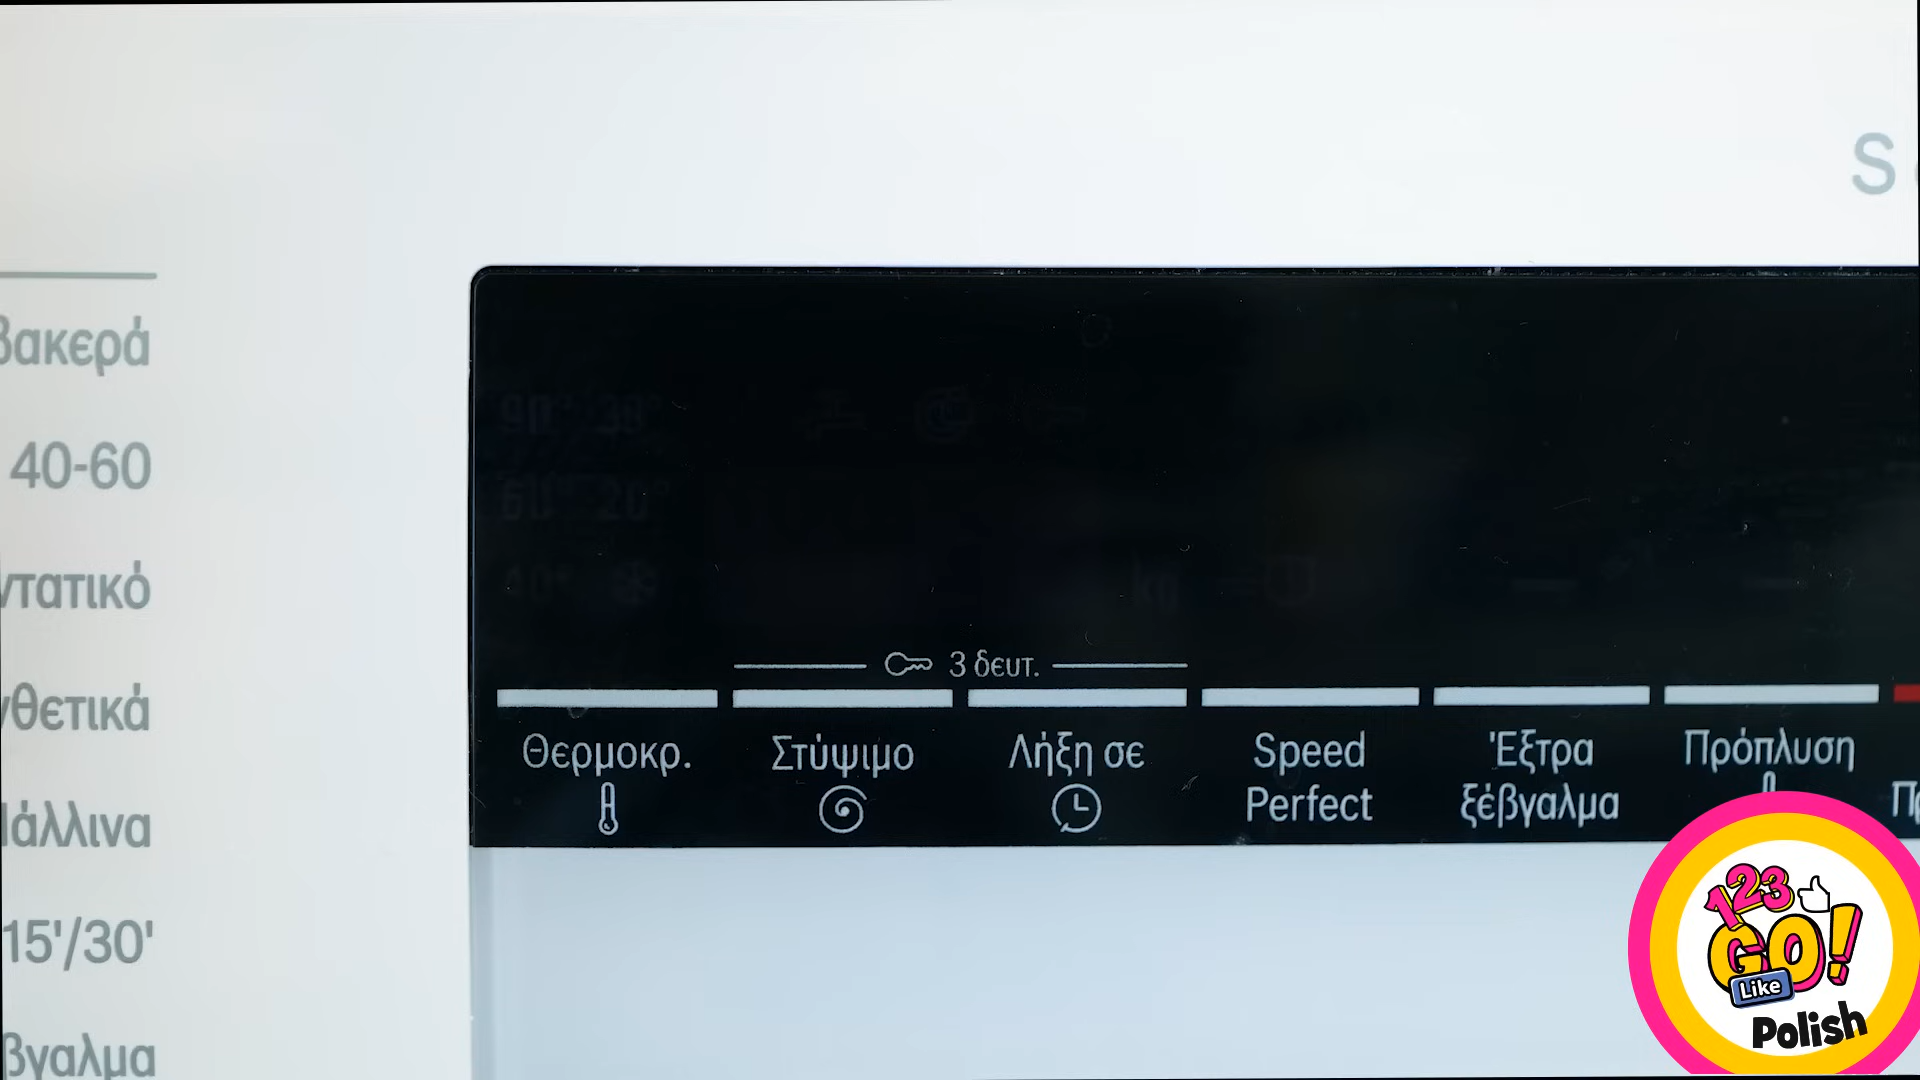 S
βακερά
40-60
ντατικό
νθετικά
άλλινα
15'/30'
βγαλμα
3 δευτ.
Θερμοκρ.
Στύψιμο
Λήξη σε
Speed
Perfect
Έξτρα
ξέβγαλμα
Πρόπλυση
123
GO!
Like
Polish